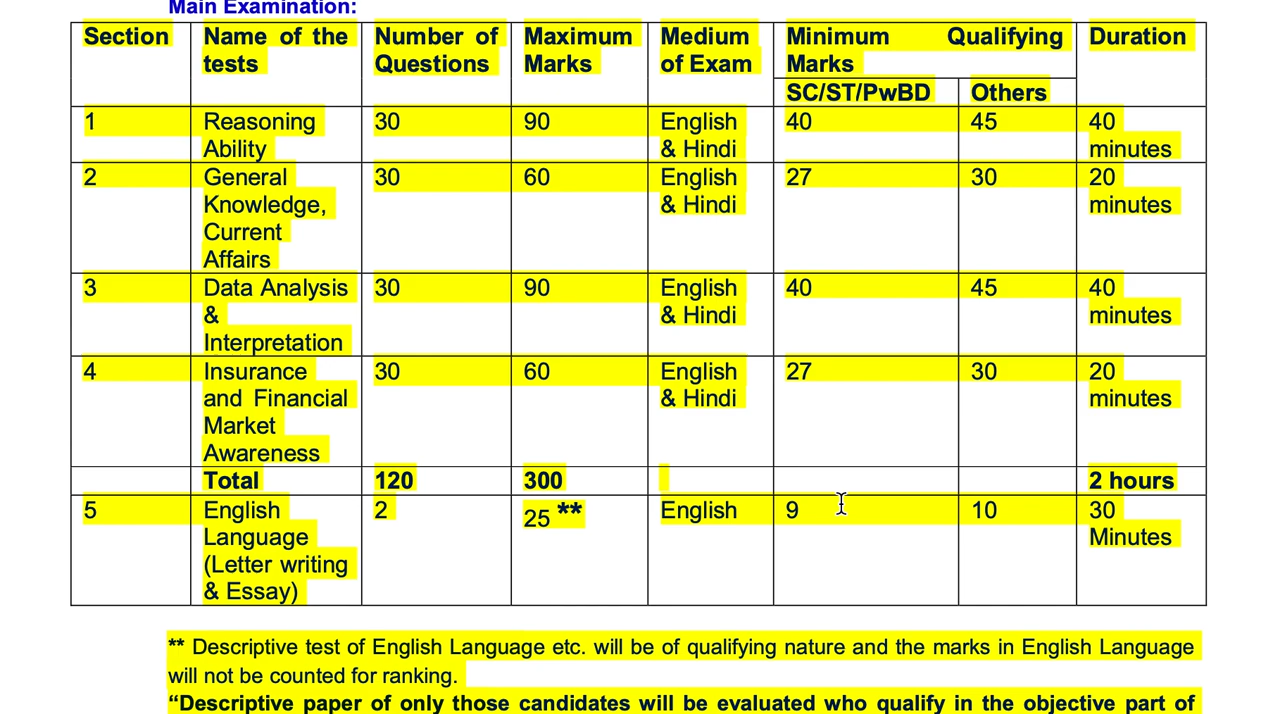 Main Examination:
Section Name of the tests Number of Questions Maximum Marks Medium of Exam Minimum Qualifying Marks Duration
SC/ST/PwBD Others
1 Reasoning Ability 30 90 English & Hindi 40 45 40 minutes
2 General Knowledge, Current Affairs 30 60 English & Hindi 27 30 20 minutes
3 Data Analysis & Interpretation 30 90 English & Hindi 40 45 40 minutes
4 Insurance and Financial Market Awareness 30 60 English & Hindi 27 30 20 minutes
Total 120 300 2 hours
5 English Language (Letter writing & Essay) 2 25 ** English 9 10 30 Minutes
** Descriptive test of English Language etc. will be of qualifying nature and the marks in English Language
will not be counted for ranking.
“Descriptive paper of only those candidates will be evaluated who qualify in the objective part of